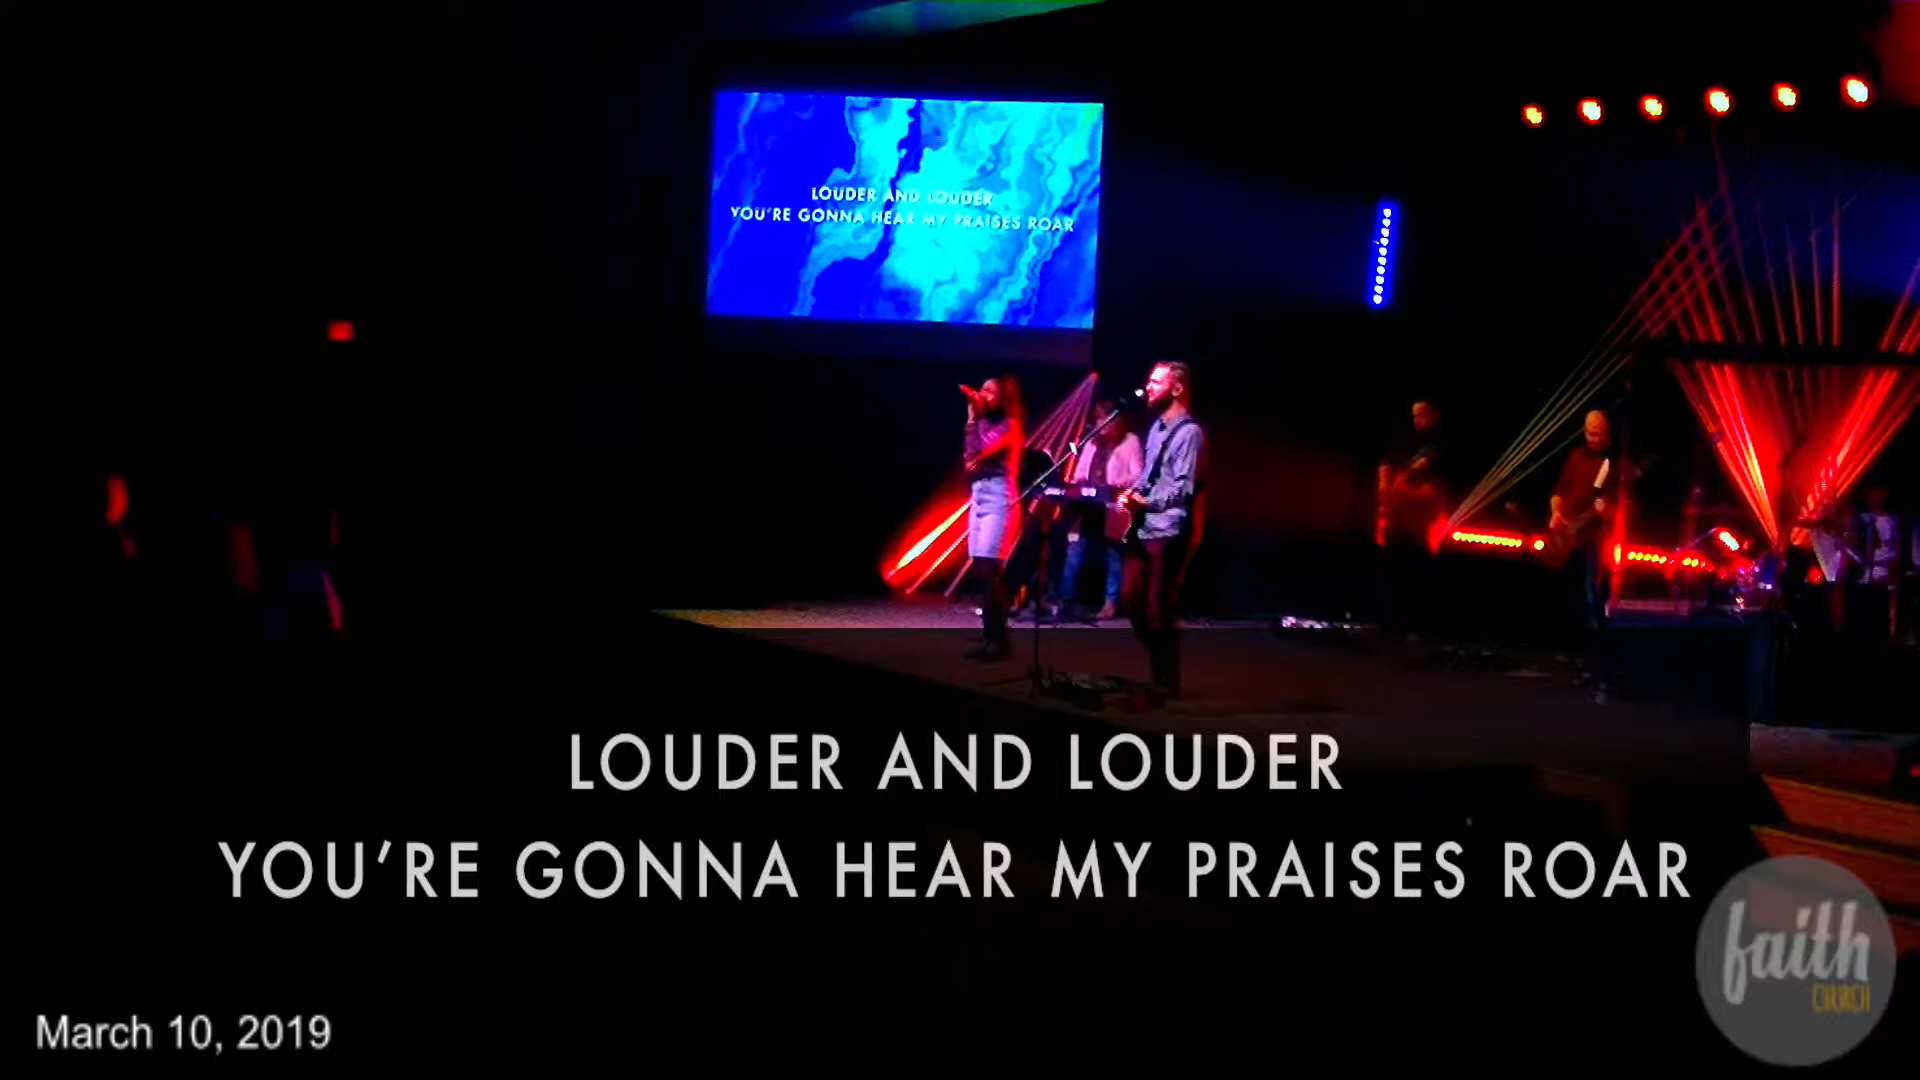 LOUDER AND LOUDER
YOU'RE GONNA HEAR MY PRAISES ROAR
LOUDER AND LOUDER
YOU'RE GONNA HEAR MY PRAISES ROAR
faith
CHURCH
March 10, 2019